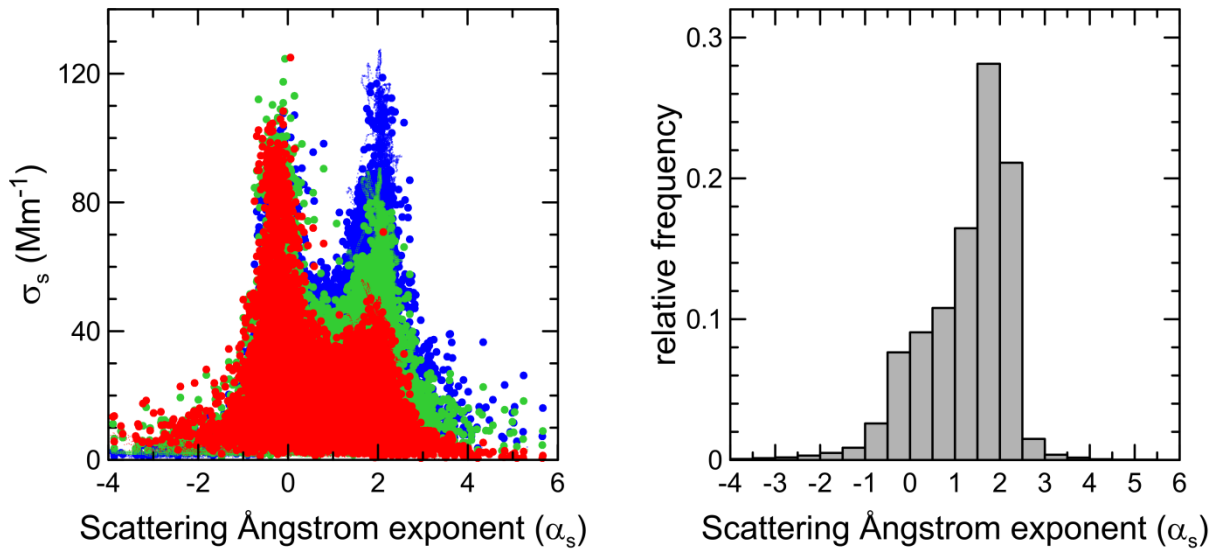 120
80
40
0
σs (Mm-1)
-4 -2 0 2 4 6
Scattering Ångstrom exponent (αs)
0.3
0.2
0.1
0
relative frequency
-4 -3 -2 -1 0 1 2 3 4 5 6
Scattering Ångstrom exponent (αs)